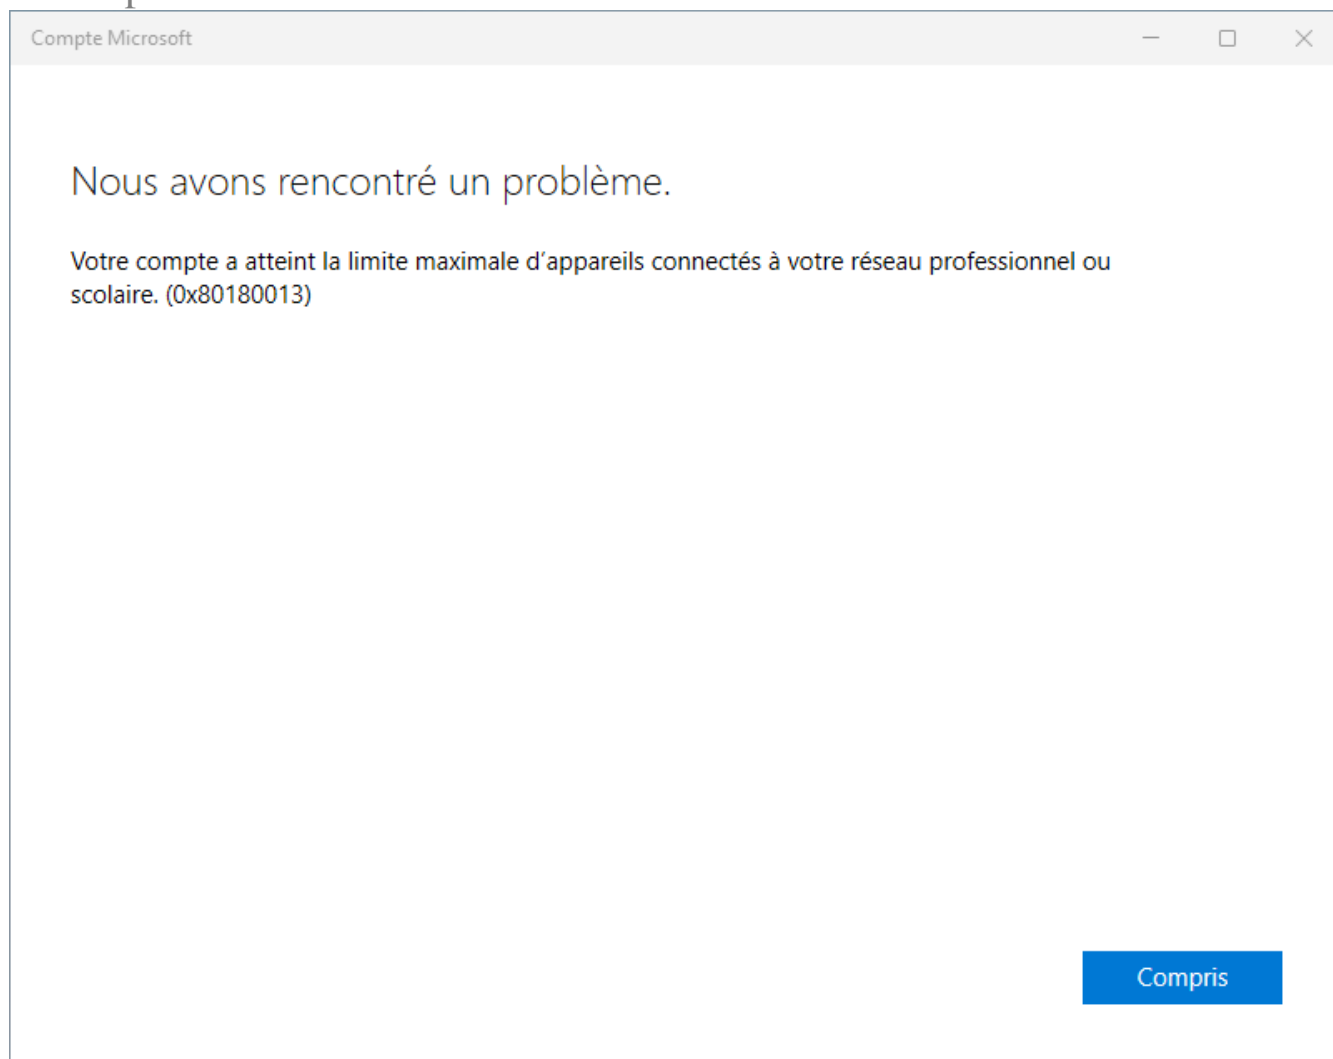 Compte Microsoft
Nous avons rencontré un problème.
Votre compte a atteint la limite maximale d’appareils connectés à votre réseau professionnel ou
scolaire. (0x80180013)
Compris